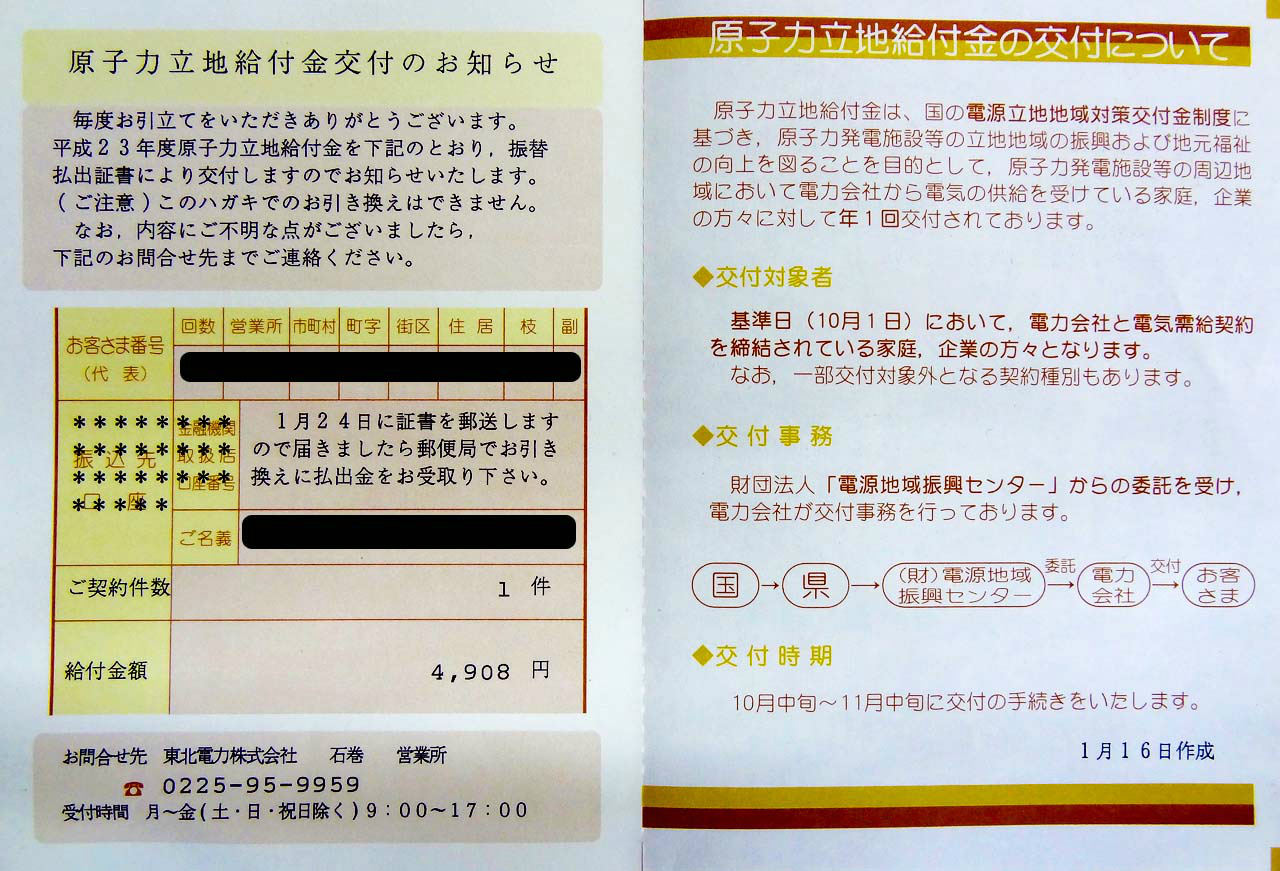 原子力立地給付金交付のお知らせ
毎度お引立てをいただきありがとうございます。
平成２３年度原子力立地給付金を下記のとおり，振替
払出証書により交付しますのでお知らせいたします。
(ご注意)このハガキでのお引き換えはできません。
なお，内容にご不明な点がございましたら，
下記のお問合せ先までご連絡ください。
お客さま番号
（代 表）
回数 営業所 市町村 町字 街区 住居 枝 副
振込先
口座
金融機関
取扱店
口座番号
＊＊＊＊＊＊＊＊
＊＊＊＊＊＊＊＊
＊＊＊＊＊＊＊＊
＊＊＊＊＊
１月２４日に証書を郵送します
ので届きましたら郵便局でお引き
換えに払出金をお受取り下さい。
ご名義
ご契約件数 1 件
給付金額 4,908 円
お問合せ先 東北電力株式会社 石巻 営業所
☎ 0225-95-9959
受付時間 月～金(土・日・祝日除く)９：００～１７：００
原子力立地給付金の交付について
原子力立地給付金は、国の電源立地地域対策交付金制度に
基づき，原子力発電施設等の立地地域の振興および地元福祉
の向上を図ることを目的として，原子力発電施設等の周辺地
域において電力会社から電気の供給を受けている家庭，企業
の方々に対して年１回交付されております。
◆交付対象者
基準日（10月１日）において，電力会社と電気需給契約
を締結されている家庭，企業の方々となります。
なお，一部交付対象外となる契約種別もあります。
◆交付事務
財団法人「電源地域振興センター」からの委託を受け，
電力会社が交付事務を行っております。
国→県→（財）電源地域振興センター→委託 電力会社→交付 お客さま
◆交付時期
10月中旬～11月中旬に交付の手続きをいたします。
１月１６日作成